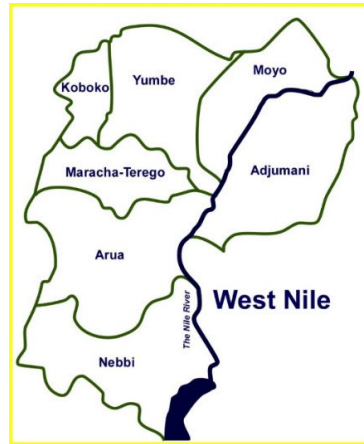 Moyo
Koboko
Yumbe
Maracha-Terego
Adjumani
Arua
West Nile
The Nile River
Nebbi